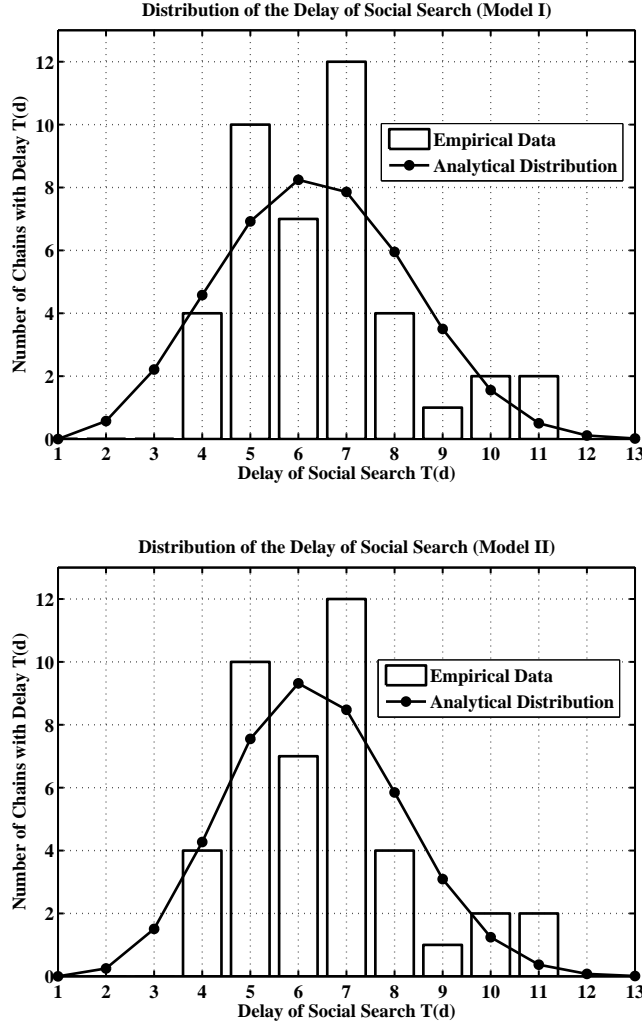 Distribution of the Delay of Social Search (Model I)
Number of Chains with Delay T(d)
12
10
8
6
4
2
0
Empirical Data
Analytical Distribution
1 2 3 4 5 6 7 8 9 10 11 12 13
Delay of Social Search T(d)
Distribution of the Delay of Social Search (Model II)
Number of Chains with Delay T(d)
12
10
8
6
4
2
0
Empirical Data
Analytical Distribution
1 2 3 4 5 6 7 8 9 10 11 12 13
Delay of Social Search T(d)